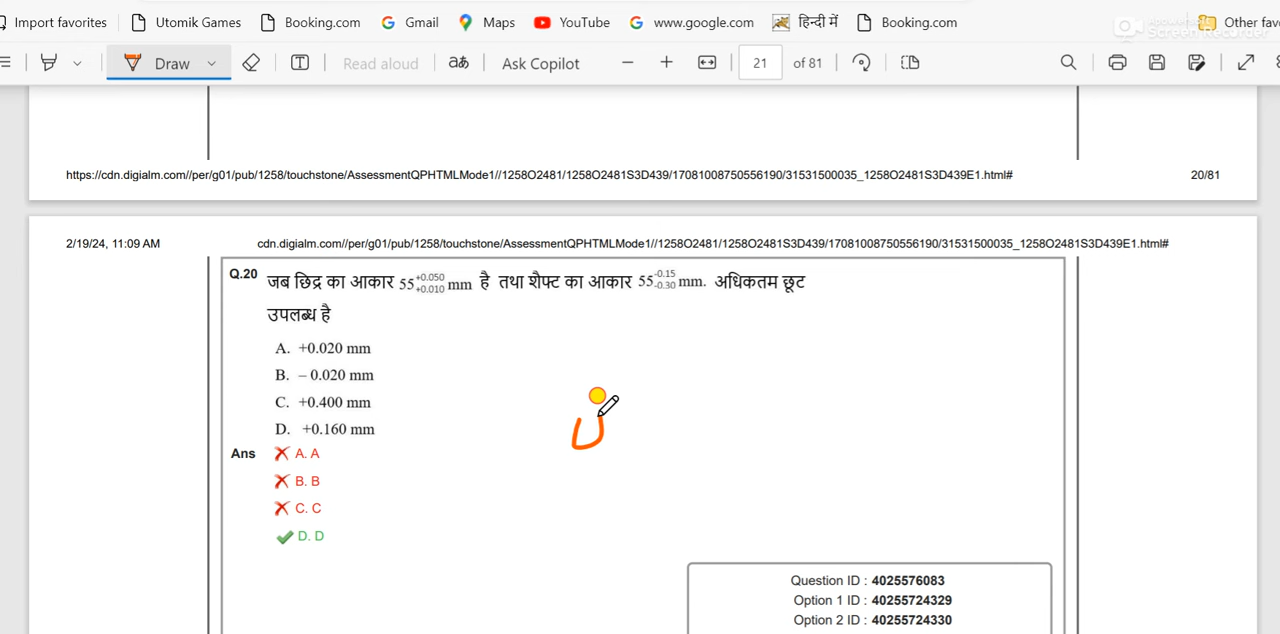 Import favorites Utomik Games Booking.com Gmail Maps YouTube www.google.com हिन्दी में Booking.com Other favo
Draw Read aloud aあ Ask Copilot 21 of 81
Screen Recorder
https://cdn.digialm.com//per/g01/pub/1258/touchstone/AssessmentQPHTMLMode1//1258O2481/1258O2481S3D439/17081008750556190/31531500035_1258O2481S3D439E1.html# 20/81
2/19/24, 11:09 AM cdn.digialm.com//per/g01/pub/1258/touchstone/AssessmentQPHTMLMode1//1258O2481/1258O2481S3D439/17081008750556190/31531500035_1258O2481S3D439E1.html#
Q.20 जब छिद्र का आकार 55 +0.050 +0.010 mm है तथा शैफ्ट का आकार 55 -0.15 -0.30 mm. अधिकतम छूट
उपलब्ध है
A. +0.020 mm
B. – 0.020 mm
C. +0.400 mm
D. +0.160 mm
Ans A. A
B. B
C. C
D. D
Question ID : 4025576083
Option 1 ID : 40255724329
Option 2 ID : 40255724330